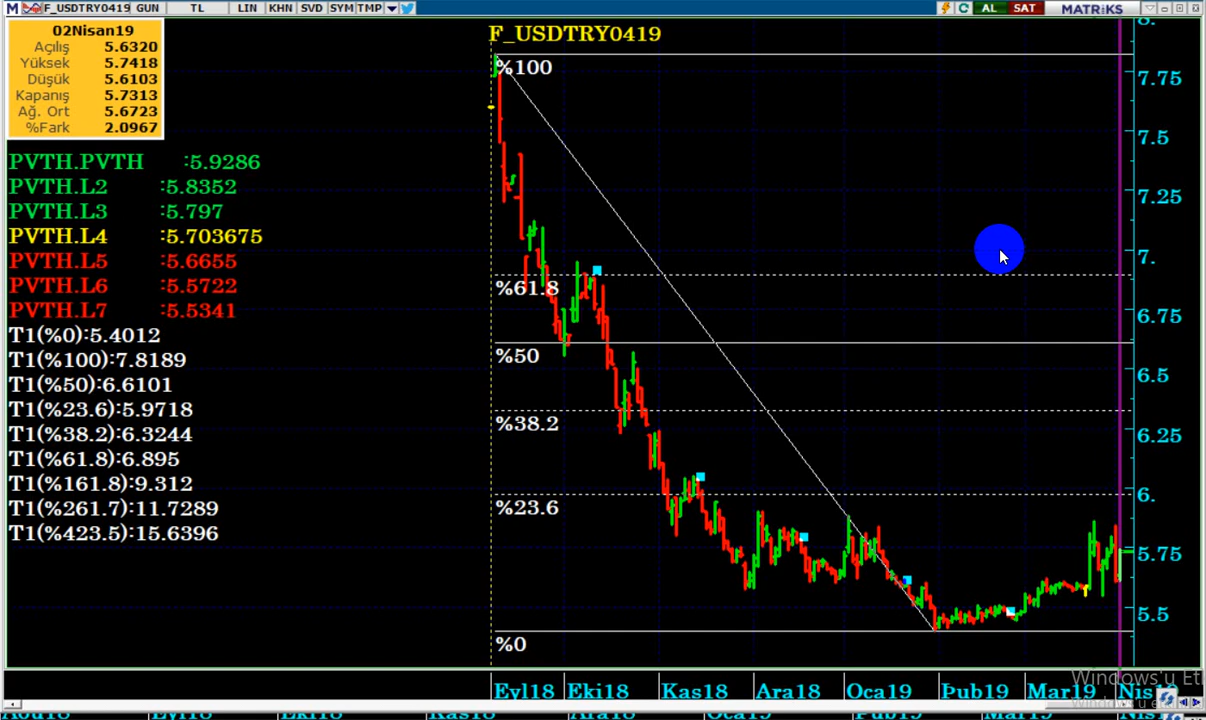 M F_USDTRY0419 GUN TL LIN KHN SVD SYM TMP AL SAT MATRiKS
02Nisan19
Açılış 5.6320
Yüksek 5.7418
Düşük 5.6103
Kapanış 5.7313
Ağ. Ort 5.6723
%Fark 2.0967
PVTH.PVTH :5.9286
PVTH.L2 :5.8352
PVTH.L3 :5.797
PVTH.L4 :5.703675
PVTH.L5 :5.6655
PVTH.L6 :5.5722
PVTH.L7 :5.5341
T1(%0):5.4012
T1(%100):7.8189
T1(%50):6.6101
T1(%23.6):5.9718
T1(%38.2):6.3244
T1(%61.8):6.895
T1(%161.8):9.312
T1(%261.7):11.7289
T1(%423.5):15.6396
F_USDTRY0419
%100
%61.8
%50
%38.2
%23.6
%0
8.
7.75
7.5
7.25
7.
6.75
6.5
6.25
6.
5.75
5.5
Windows'u Et
Eyl18 Eki18 Kas18 Ara18 Oca19 Þub19 Mar19 Nis